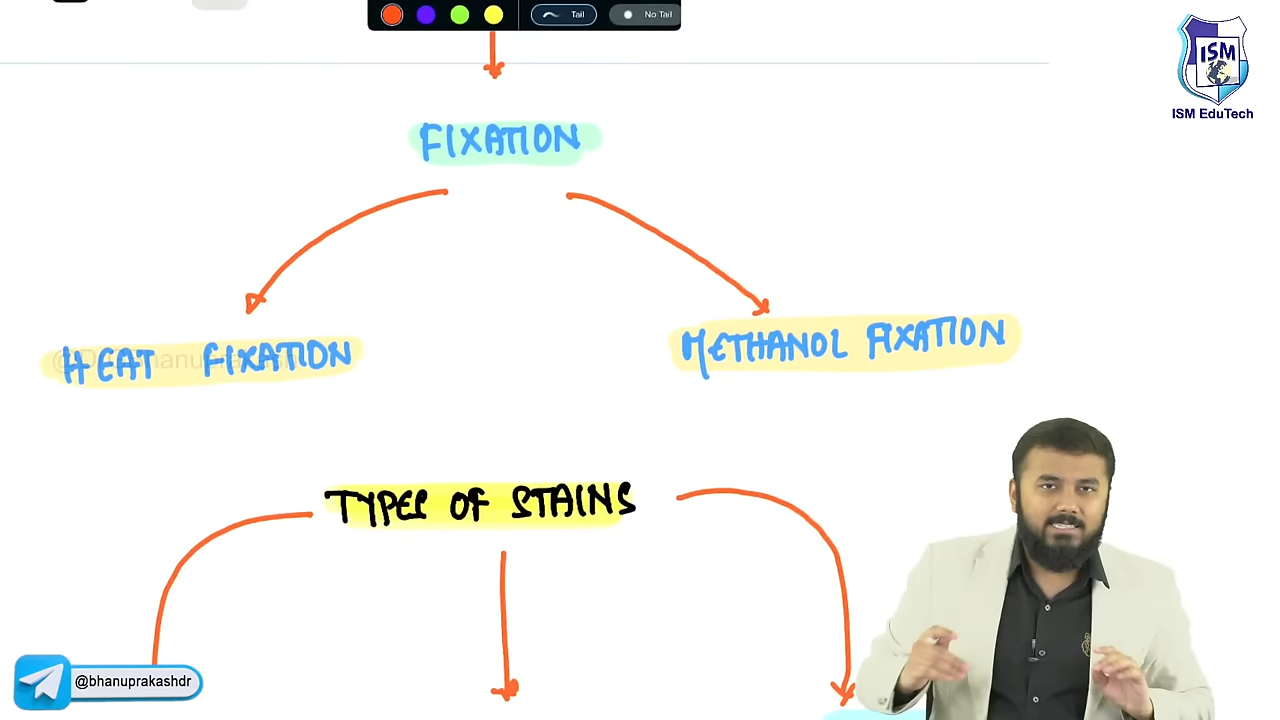 Tail
No Tail
ISM
ISM EduTech
FIXATION
HEAT FIXATION
METHANOL FIXATION
TYPES OF STAINS
@bhanuprakashdr